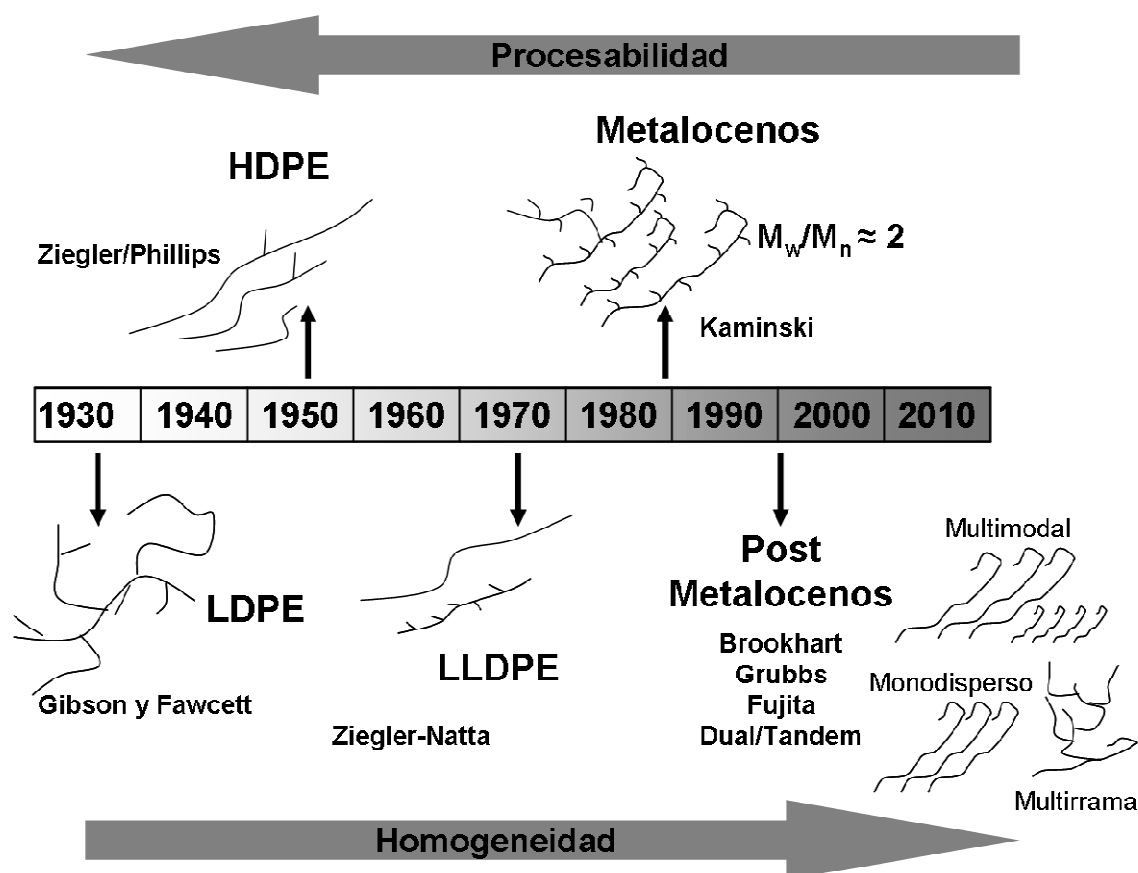 Procesabilidad
Metalocenos
HDPE
Ziegler/Phillips
Mw/Mn ≈ 2
Kaminski
1930 1940 1950 1960 1970 1980 1990 2000 2010
LDPE
Gibson y Fawcett
LLDPE
Ziegler-Natta
Post
Metalocenos
Brookhart
Grubbs
Fujita
Dual/Tandem
Multimodal
Monodisperso
Multirrama
Homogeneidad